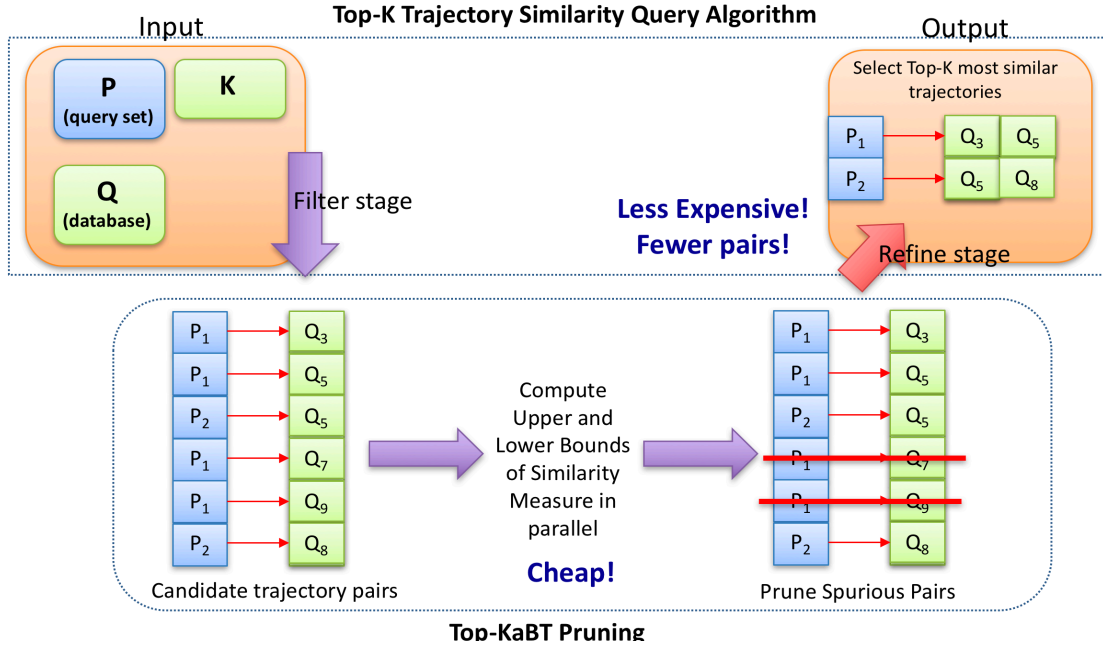 Top-K Trajectory Similarity Query Algorithm
Input
Output
P
(query set)
K
Q
(database)
Filter stage
Less Expensive!
Fewer pairs!
Select Top-K most similar
trajectories
P1 Q3 Q5
P2 Q5 Q8
Refine stage
P1 Q3
P1 Q5
P2 Q5
P1 Q7
P1 Q9
P2 Q8
Candidate trajectory pairs
Compute
Upper and
Lower Bounds
of Similarity
Measure in
parallel
Cheap!
P1 Q3
P1 Q5
P2 Q5
P1 Q7
P1 Q9
P2 Q8
Prune Spurious Pairs
Top-KaBT Pruning